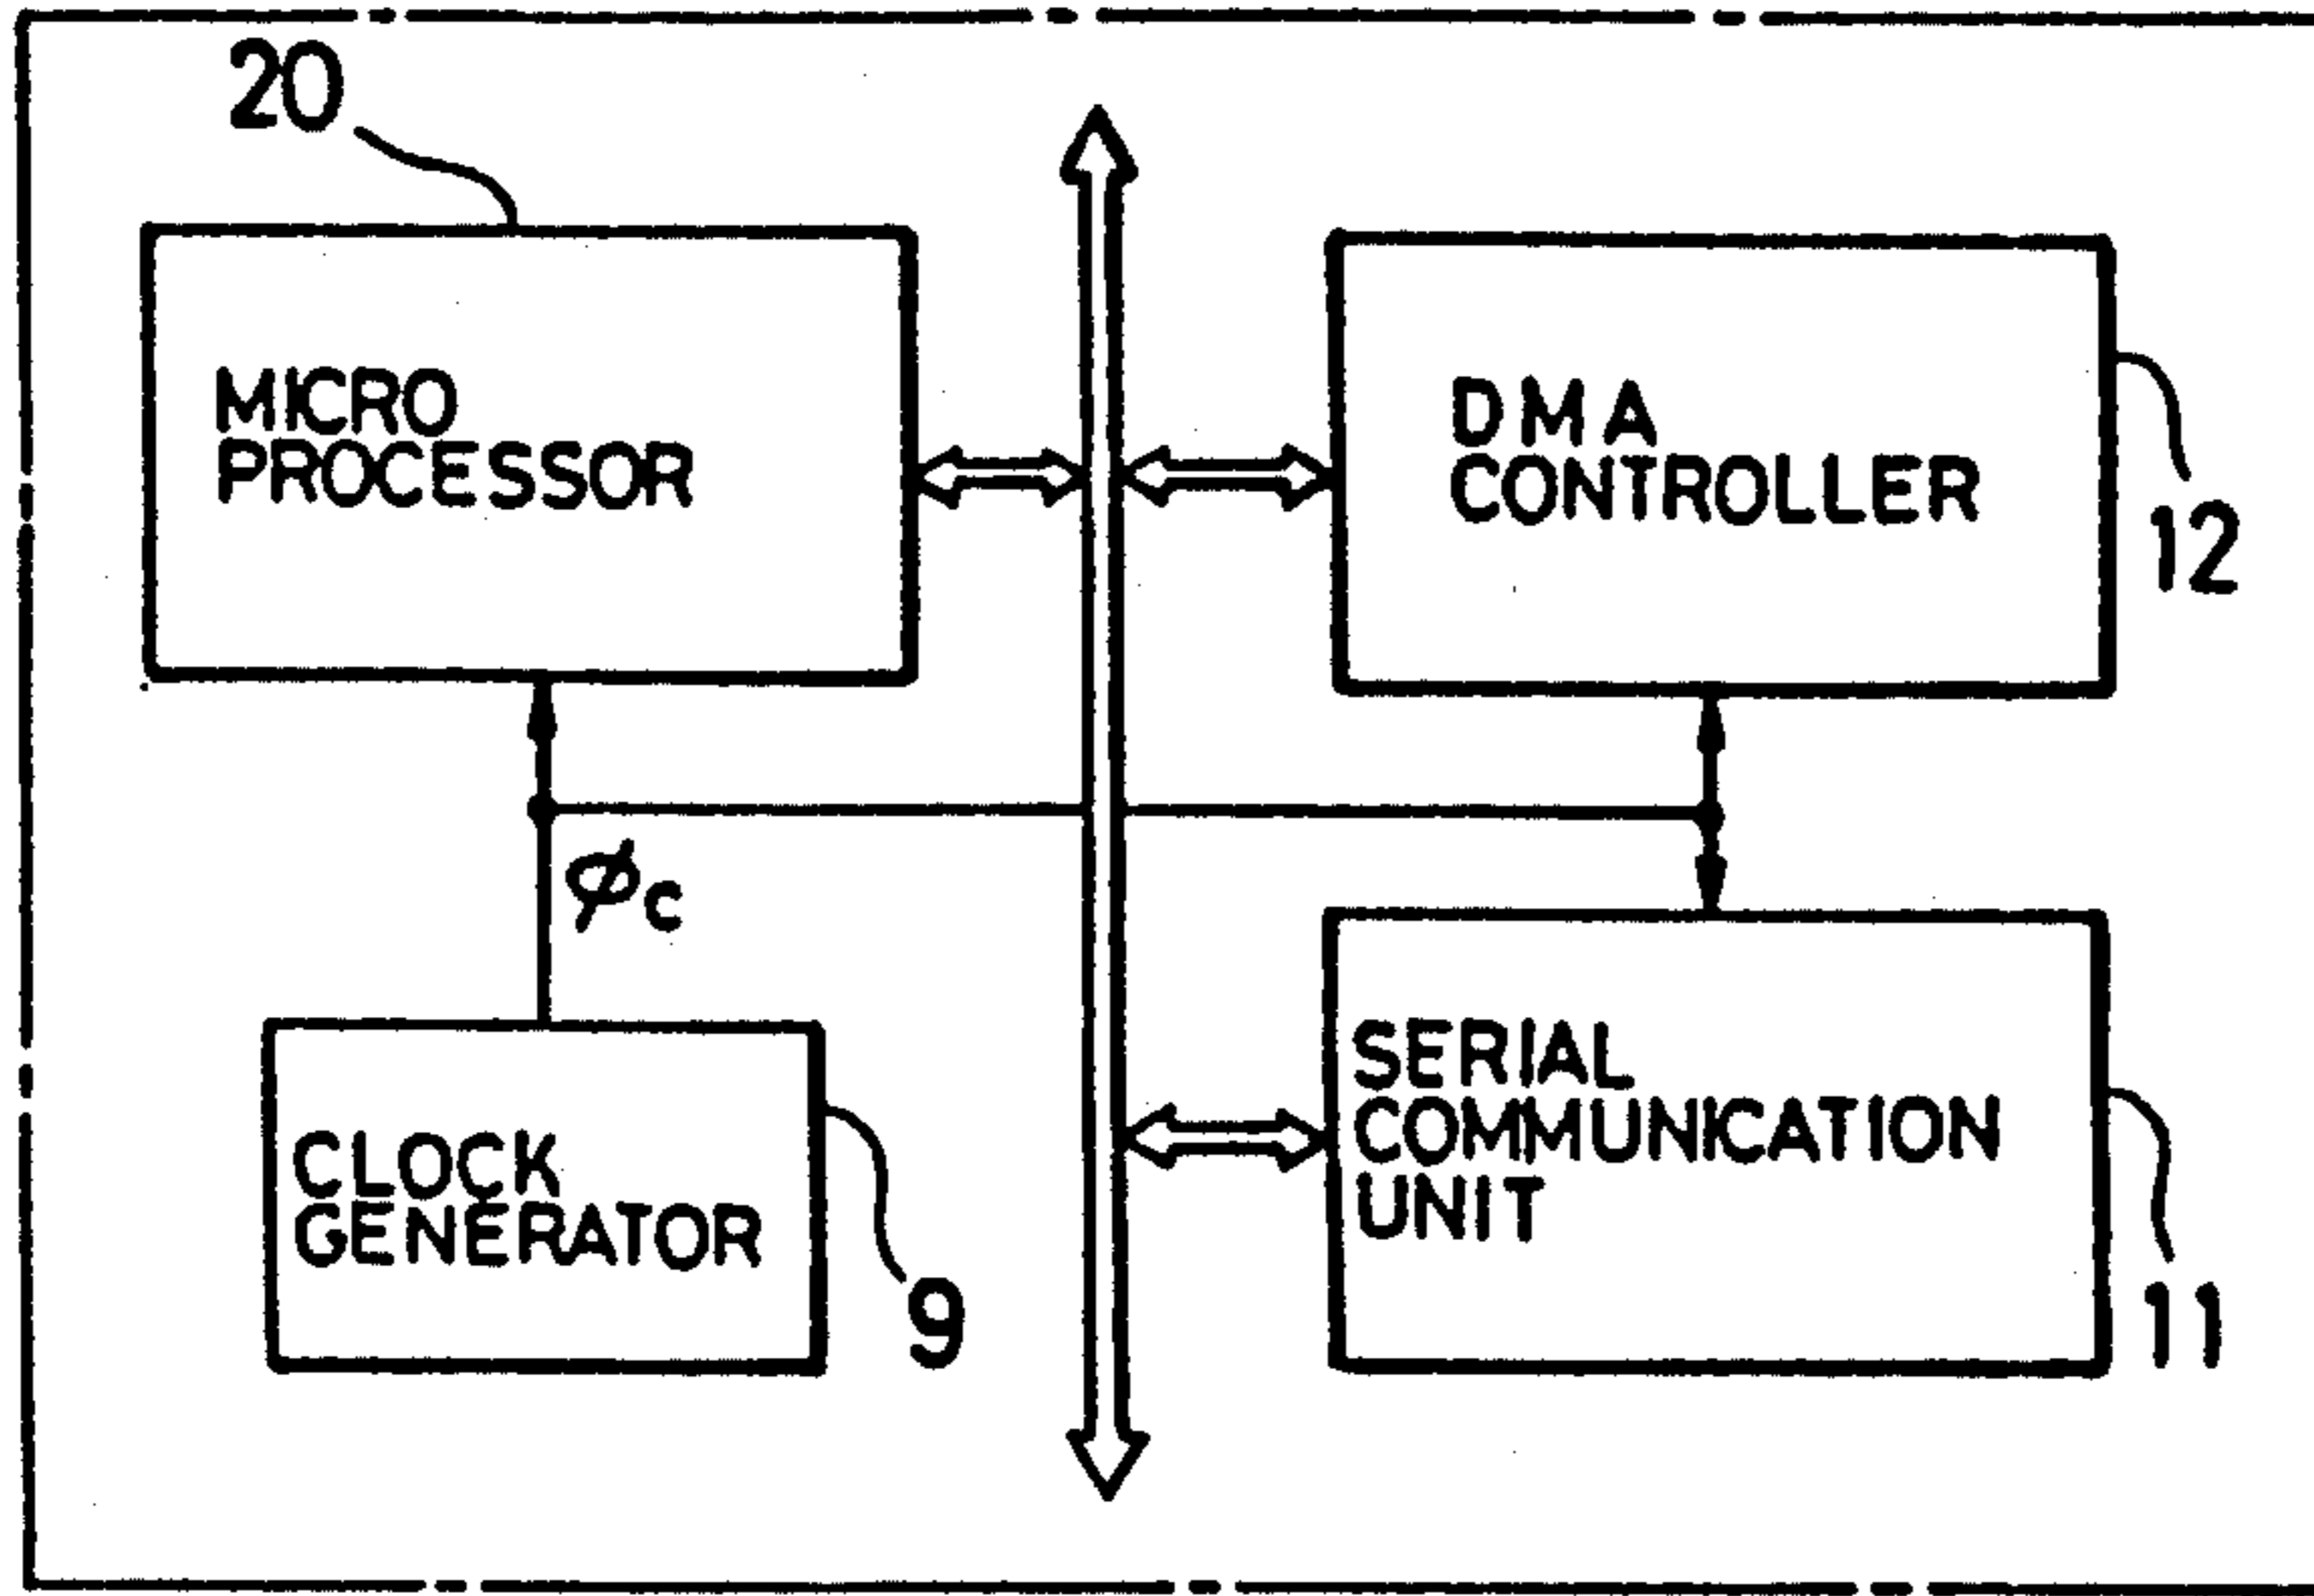 20
MICRO
PROCESSOR
DMA
CONTROLLER
12
φc
CLOCK
GENERATOR
9
SERIAL
COMMUNICATION
UNIT
11